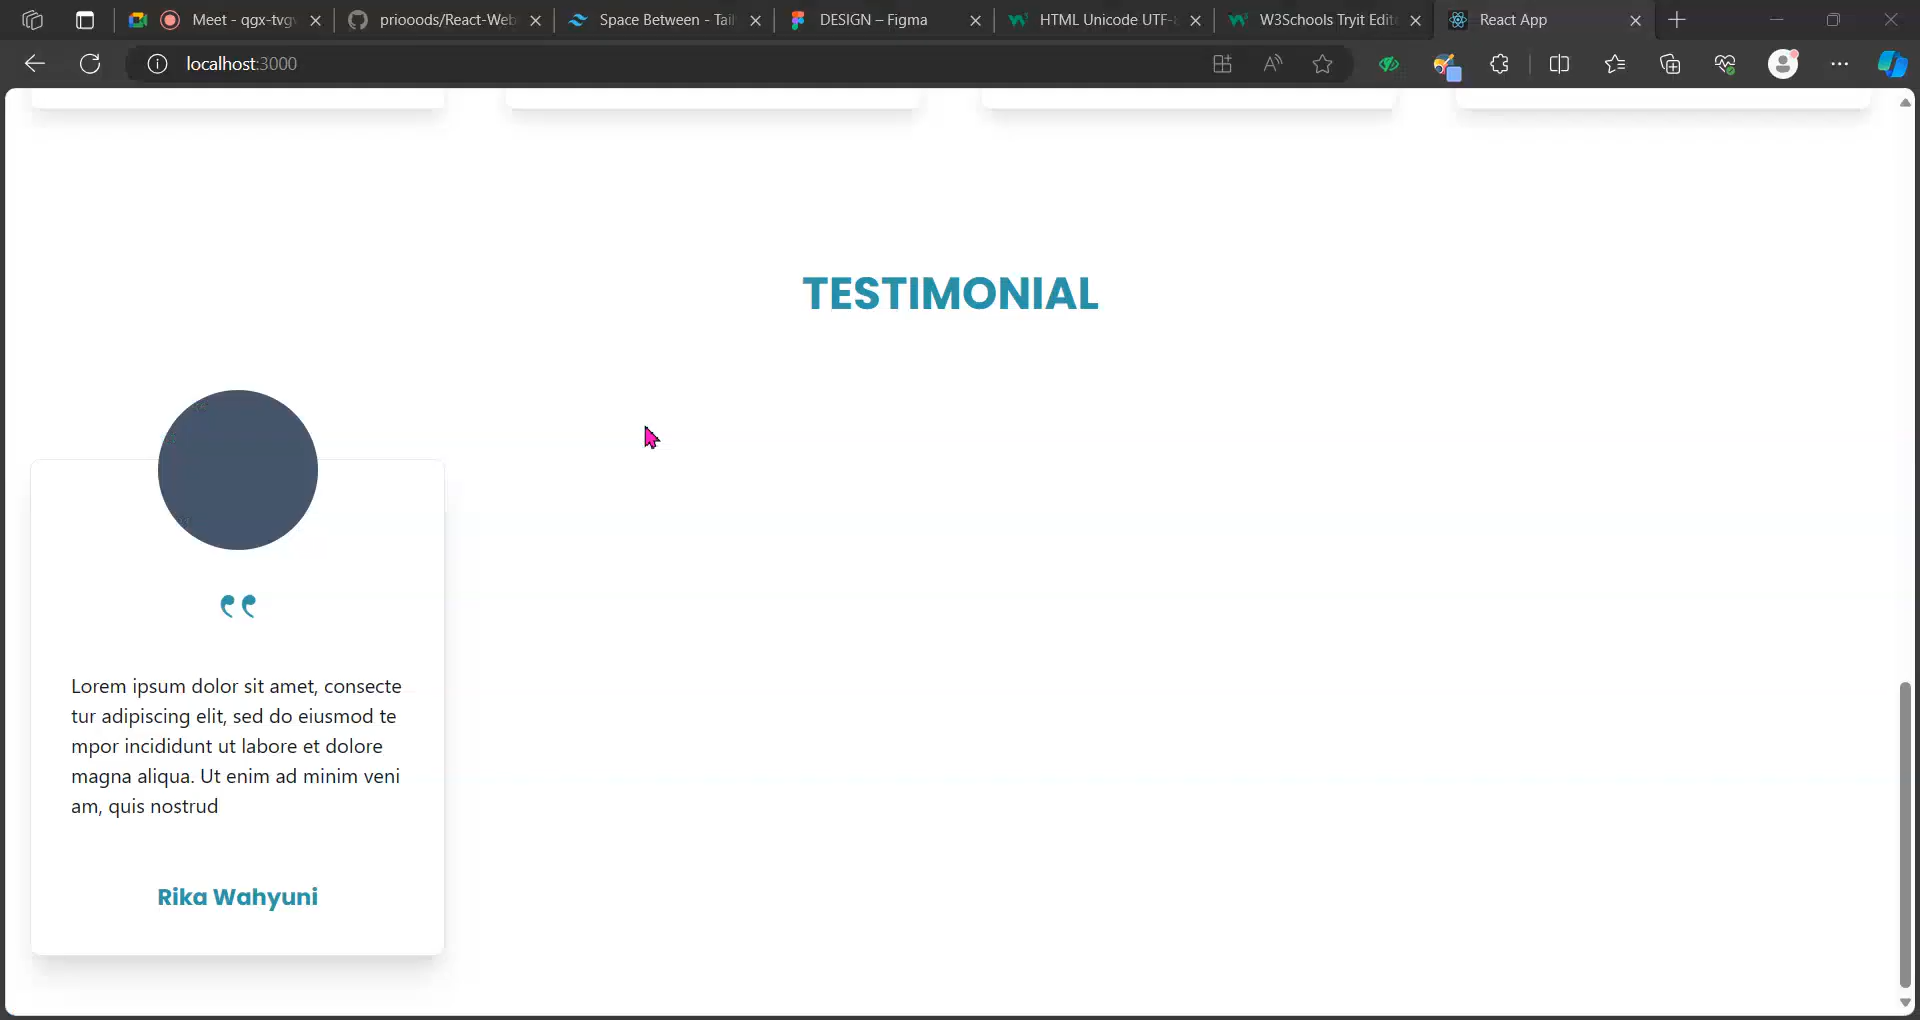 Meet - qgx-tvg
priooods/React-Web
Space Between - Tail
DESIGN – Figma
HTML Unicode UTF-
W3Schools Tryit Edit
React App
localhost:3000
TESTIMONIAL
Lorem ipsum dolor sit amet, consecte
tur adipiscing elit, sed do eiusmod te
mpor incididunt ut labore et dolore
magna aliqua. Ut enim ad minim veni
am, quis nostrud
Rika Wahyuni